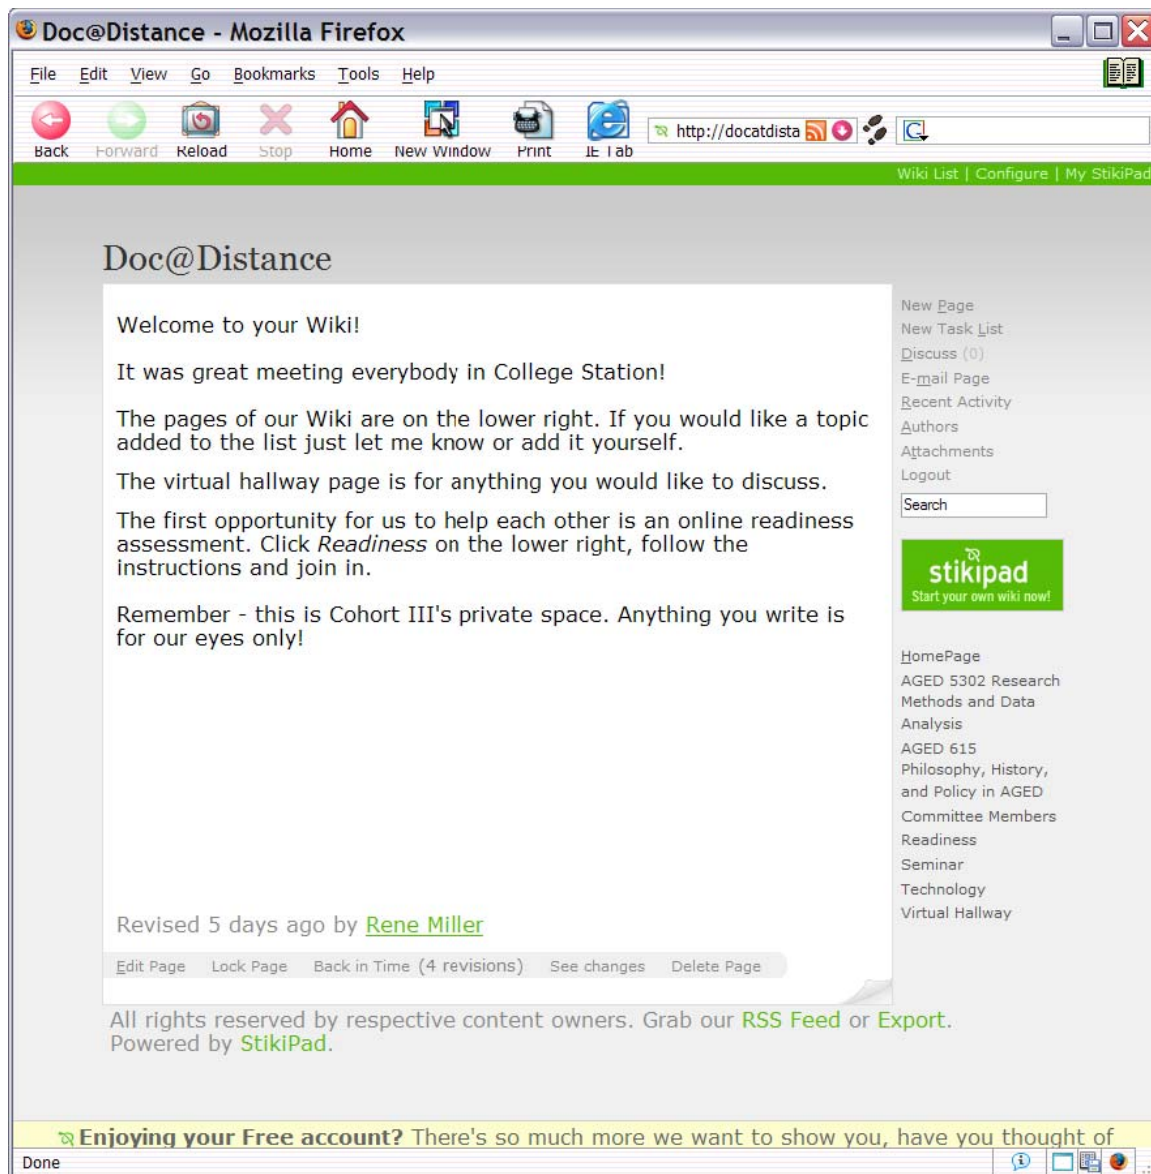 Doc@Distance - Mozilla Firefox
File Edit View Go Bookmarks Tools Help
Back Forward Reload Stop Home New Window Print IE Tab http://docatdista
Wiki List | Configure | My StikiPad
Doc@Distance
Welcome to your Wiki!
It was great meeting everybody in College Station!
The pages of our Wiki are on the lower right. If you would like a topic
added to the list just let me know or add it yourself.
The virtual hallway page is for anything you would like to discuss.
The first opportunity for us to help each other is an online readiness
assessment. Click Readiness on the lower right, follow the
instructions and join in.
Remember - this is Cohort III's private space. Anything you write is
for our eyes only!
Revised 5 days ago by Rene Miller
Edit Page Lock Page Back in Time (4 revisions) See changes Delete Page
New Page
New Task List
Discuss (0)
E-mail Page
Recent Activity
Authors
Attachments
Logout
Search
stikipad
Start your own wiki now!
HomePage
AGED 5302 Research
Methods and Data
Analysis
AGED 615
Philosophy, History,
and Policy in AGED
Committee Members
Readiness
Seminar
Technology
Virtual Hallway
All rights reserved by respective content owners. Grab our RSS Feed or Export.
Powered by StikiPad.
Enjoying your Free account? There's so much more we want to show you, have you thought of
Done